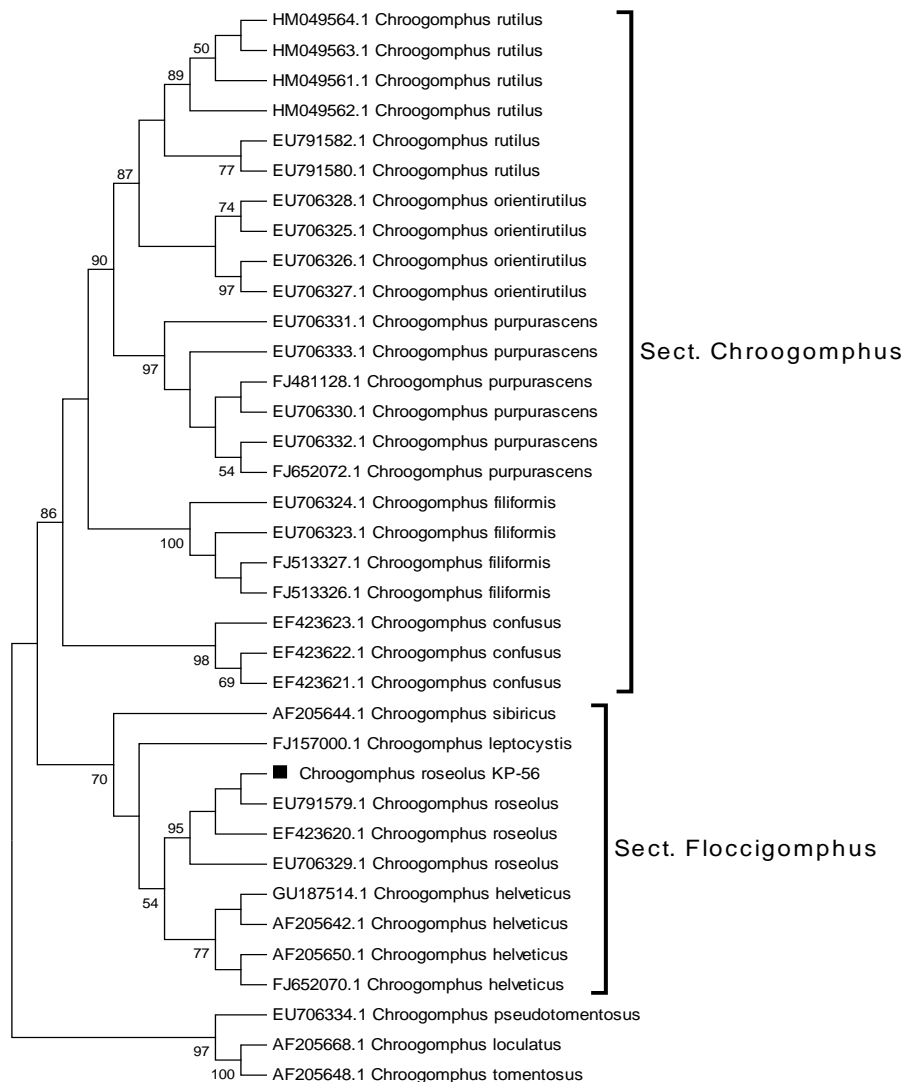 HM049564.1 Chroogomphus rutilus
HM049563.1 Chroogomphus rutilus
50
HM049561.1 Chroogomphus rutilus
89
HM049562.1 Chroogomphus rutilus
EU791582.1 Chroogomphus rutilus
77
EU791580.1 Chroogomphus rutilus
87
EU706328.1 Chroogomphus orientirutilus
74
EU706325.1 Chroogomphus orientirutilus
EU706326.1 Chroogomphus orientirutilus
97
EU706327.1 Chroogomphus orientirutilus
90
EU706331.1 Chroogomphus purpurascens
97
EU706333.1 Chroogomphus purpurascens
Sect. Chroogomphus
FJ481128.1 Chroogomphus purpurascens
EU706330.1 Chroogomphus purpurascens
EU706332.1 Chroogomphus purpurascens
54
FJ652072.1 Chroogomphus purpurascens
86
EU706324.1 Chroogomphus filiformis
100
EU706323.1 Chroogomphus filiformis
FJ513327.1 Chroogomphus filiformis
FJ513326.1 Chroogomphus filiformis
EF423623.1 Chroogomphus confusus
98
EF423622.1 Chroogomphus confusus
69
EF423621.1 Chroogomphus confusus
AF205644.1 Chroogomphus sibiricus
70
FJ157000.1 Chroogomphus leptocystis
Chroogomphus roseolus KP-56
EU791579.1 Chroogomphus roseolus
95
EF423620.1 Chroogomphus roseolus
Sect. Floccigomphus
EU706329.1 Chroogomphus roseolus
54
GU187514.1 Chroogomphus helveticus
AF205642.1 Chroogomphus helveticus
77
AF205650.1 Chroogomphus helveticus
FJ652070.1 Chroogomphus helveticus
EU706334.1 Chroogomphus pseudotomentosus
97
AF205668.1 Chroogomphus loculatus
100
AF205648.1 Chroogomphus tomentosus